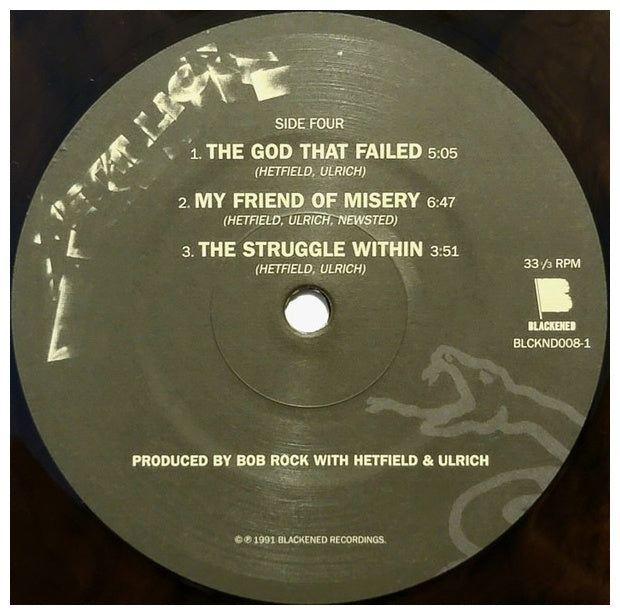 SIDE FOUR
1. THE GOD THAT FAILED 5:05
(HETFIELD, ULRICH)
2. MY FRIEND OF MISERY 6:47
(HETFIELD, ULRICH, NEWSTED)
3. THE STRUGGLE WITHIN 3:51
(HETFIELD, ULRICH)
33 1/3 RPM
B
BLACKENED
BLCKND008-1
PRODUCED BY BOB ROCK WITH HETFIELD & ULRICH
© ℗ 1991 BLACKENED RECORDINGS.